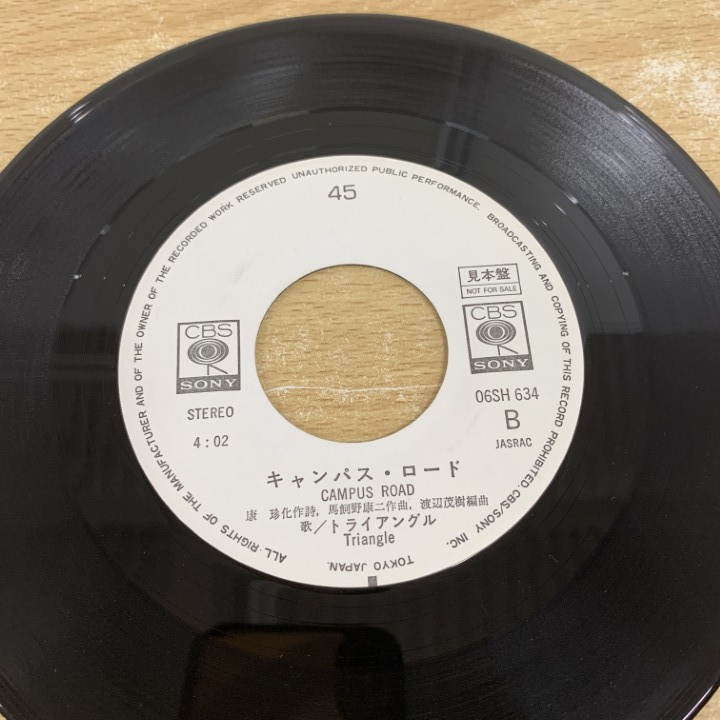 ALL RIGHTS OF THE MANUFACTURER AND OF THE OWNER OF THE RECORDED WORK RESERVED UNAUTHORIZED PUBLIC PERFORMANCE, BROADCASTING AND COPYING OF THIS RECORD PROHIBITED. CBS/SONY INC. TOKYO JAPAN.
45
見本盤
NOT FOR SALE
CBS
SONY
CBS
SONY
STEREO
4:02
06SH 634
B
JASRAC
キャンパス・ロード
CAMPUS ROAD
康 珍化作詩, 馬飼野康二作曲, 渡辺茂樹編曲
歌/トライアングル
Triangle